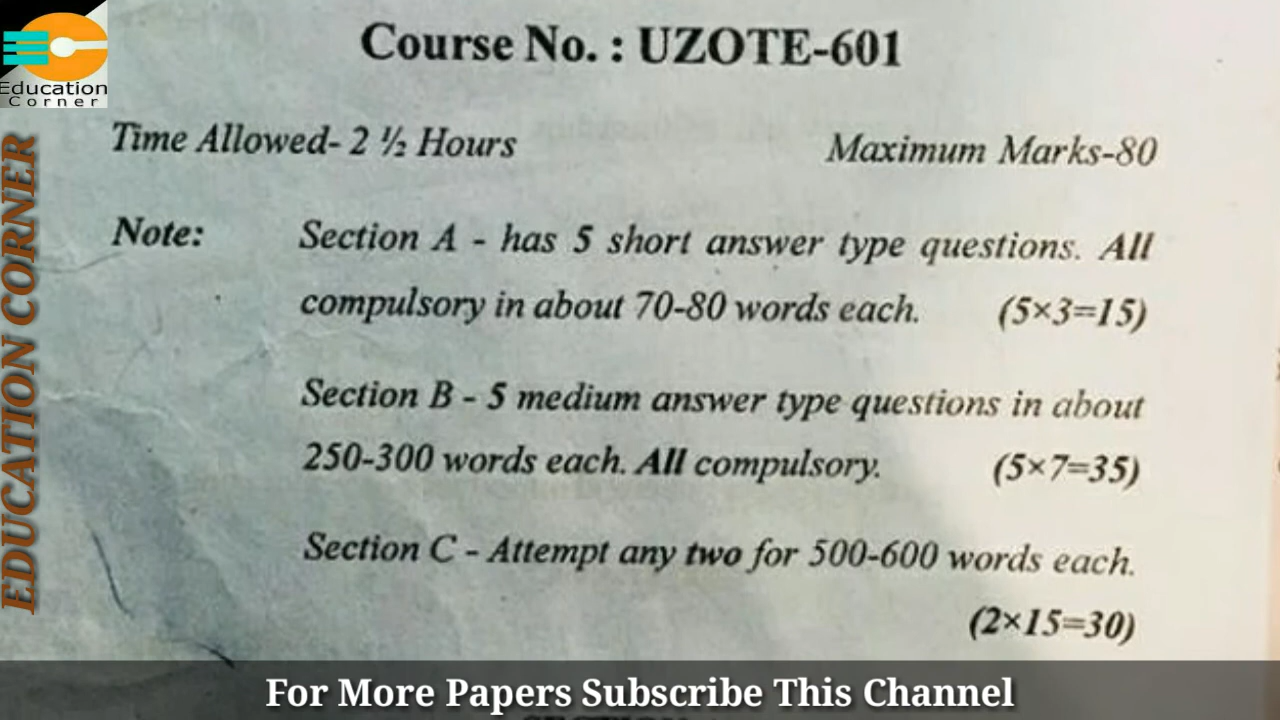 Education
Corner
EDUCATION CORNER
Course No. : UZOTE-601
Time Allowed- 2 ½ Hours Maximum Marks-80
Note: Section A - has 5 short answer type questions. All
compulsory in about 70-80 words each. (5×3=15)
Section B - 5 medium answer type questions in about
250-300 words each. All compulsory. (5×7=35)
Section C - Attempt any two for 500-600 words each.
(2×15=30)
For More Papers Subscribe This Channel